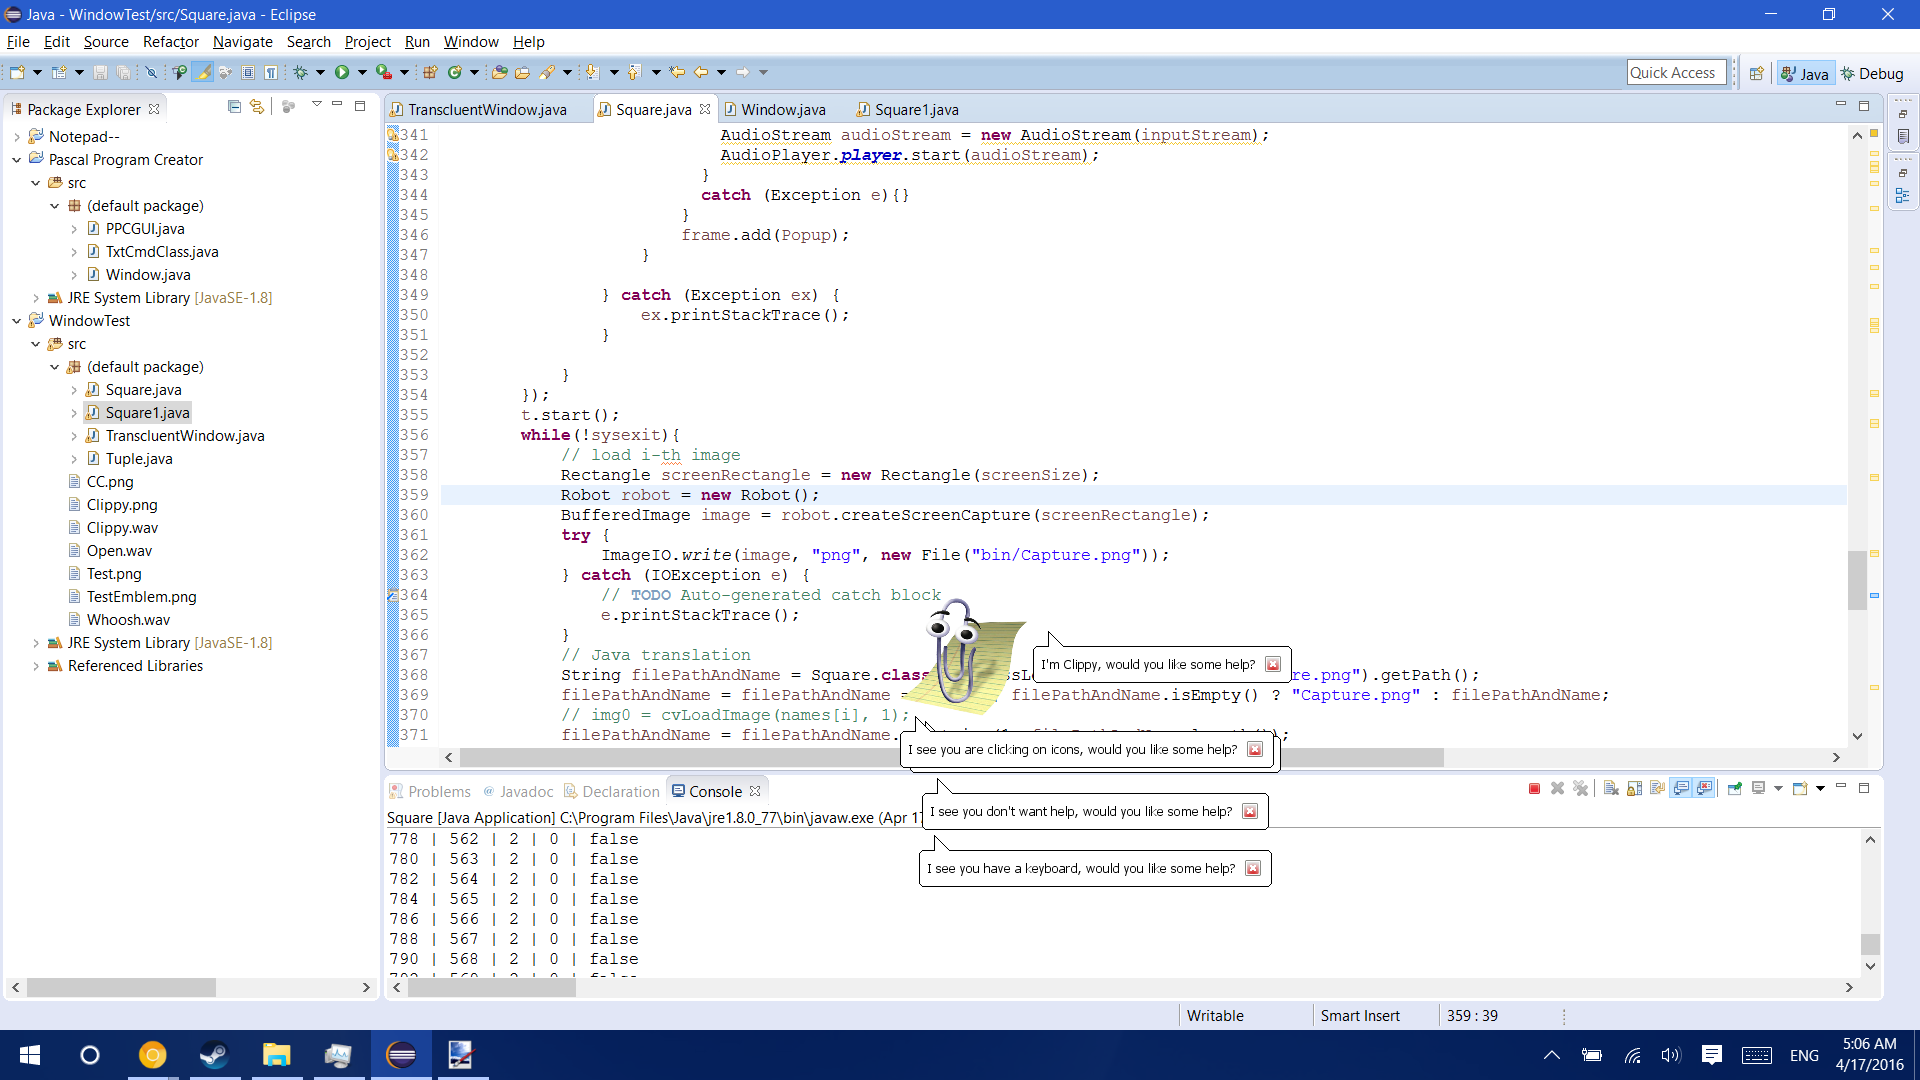 Java - WindowTest/src/Square.java - Eclipse
File Edit Source Refactor Navigate Search Project Run Window Help
Quick Access Java Debug
Package Explorer
Notepad--
Pascal Program Creator
src
(default package)
PPCGUI.java
TxtCmdClass.java
Window.java
JRE System Library [JavaSE-1.8]
WindowTest
src
(default package)
Square.java
Square1.java
TranscluentWindow.java
Tuple.java
CC.png
Clippy.png
Clippy.wav
Open.wav
Test.png
TestEmblem.png
Whoosh.wav
JRE System Library [JavaSE-1.8]
Referenced Libraries
TranscluentWindow.java Square.java Window.java Square1.java
341 AudioStream audioStream = new AudioStream(inputStream);
342 AudioPlayer.player.start(audioStream);
343 }
344 catch (Exception e){}
345 }
346 frame.add(Popup);
347 }
348
349 } catch (Exception ex) {
350 ex.printStackTrace();
351 }
352
353 }
354 });
355 t.start();
356 while(!sysexit){
357 // load i-th image
358 Rectangle screenRectangle = new Rectangle(screenSize);
359 Robot robot = new Robot();
360 BufferedImage image = robot.createScreenCapture(screenRectangle);
361 try {
362 ImageIO.write(image, "png", new File("bin/Capture.png"));
363 } catch (IOException e) {
364 // TODO Auto-generated catch block
365 e.printStackTrace();
366 }
367 // Java translation
368 String filePathAndName = Square.class re.png").getPath();
369 filePathAndName = filePathAndName = filePathAndName.isEmpty() ? "Capture.png" : filePathAndName;
370 // img0 = cvLoadImage(names[i], 1);
371 filePathAndName = filePathAndName.
I'm Clippy, would you like some help?
I see you are clicking on icons, would you like some help?
I see you don't want help, would you like some help?
I see you have a keyboard, would you like some help?
Problems @ Javadoc Declaration Console
Square [Java Application] C:\Program Files\Java\jre1.8.0_77\bin\javaw.exe (Apr 17
778 | 562 | 2 | 0 | false
780 | 563 | 2 | 0 | false
782 | 564 | 2 | 0 | false
784 | 565 | 2 | 0 | false
786 | 566 | 2 | 0 | false
788 | 567 | 2 | 0 | false
790 | 568 | 2 | 0 | false
Writable Smart Insert 359 : 39
ENG
5:06 AM
4/17/2016